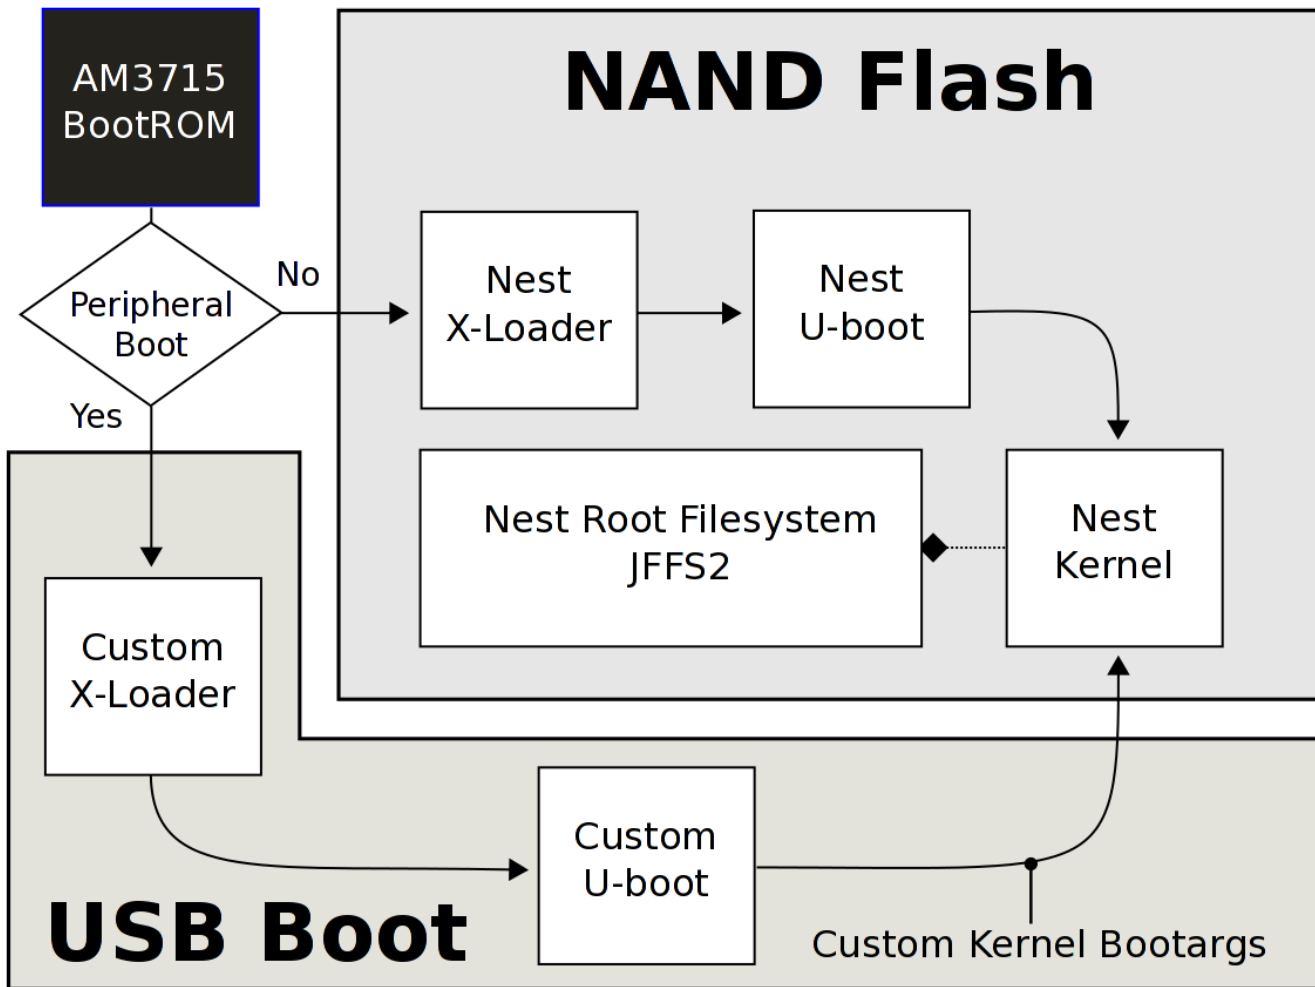 AM3715
BootROM
NAND Flash
Peripheral
Boot
No
Yes
Nest
X-Loader
Nest
U-boot
Nest Root Filesystem
JFFS2
Nest
Kernel
Custom
X-Loader
Custom
U-boot
USB Boot
Custom Kernel Bootargs